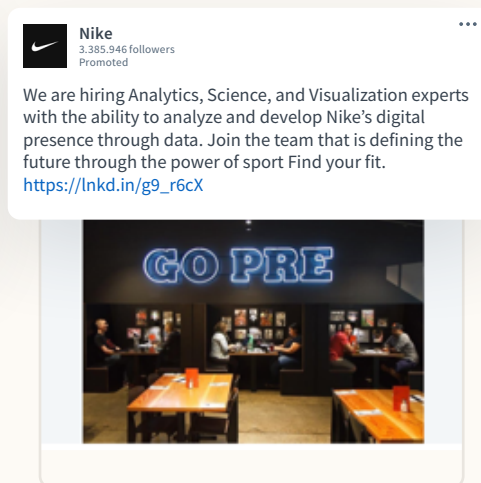 Nike
3.385.946 followers
Promoted
We are hiring Analytics, Science, and Visualization experts
with the ability to analyze and develop Nike’s digital
presence through data. Join the team that is defining the
future through the power of sport Find your fit.
https://lnkd.in/g9_r6cX
GO PRE